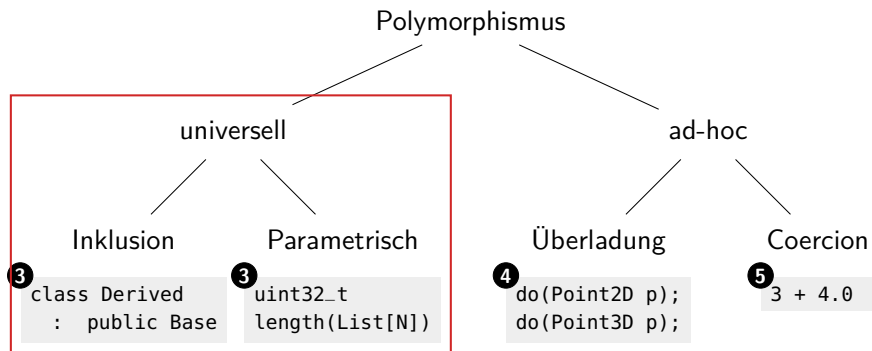 Polymorphismus
universell
ad-hoc
Inklusion
Parametrisch
Überladung
Coercion
3
class Derived
: public Base
3
uint32_t
length(List[N])
4
do(Point2D p);
do(Point3D p);
5
3 + 4.0